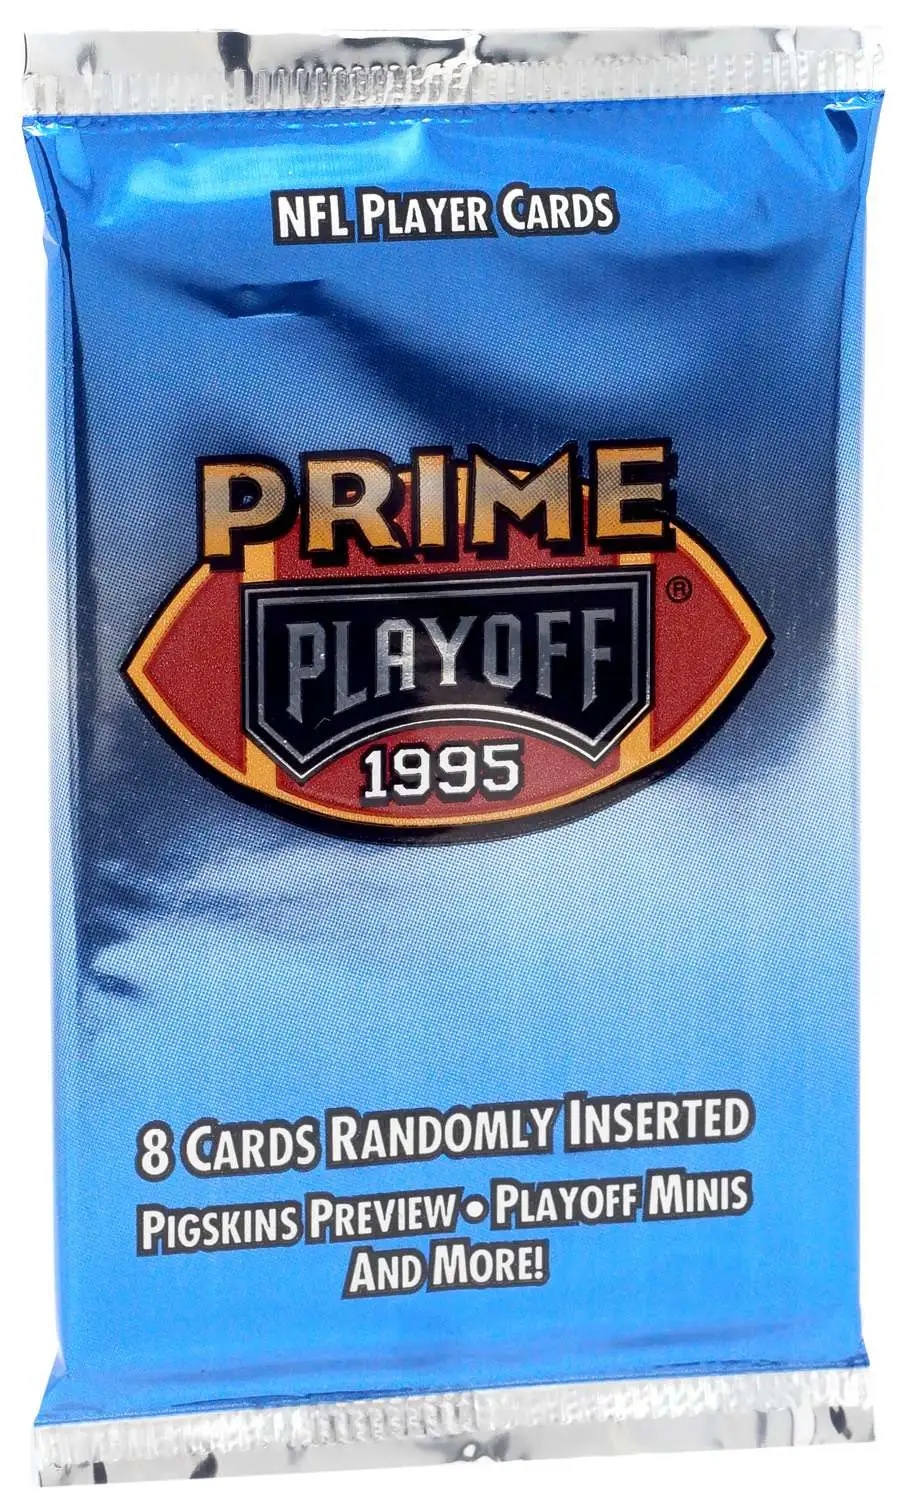 NFL PLAYER CARDS
PRIME
PLAYOFF
®
1995
8 CARDS RANDOMLY INSERTED
PIGSKINS PREVIEW • PLAYOFF MINIS
AND MORE!